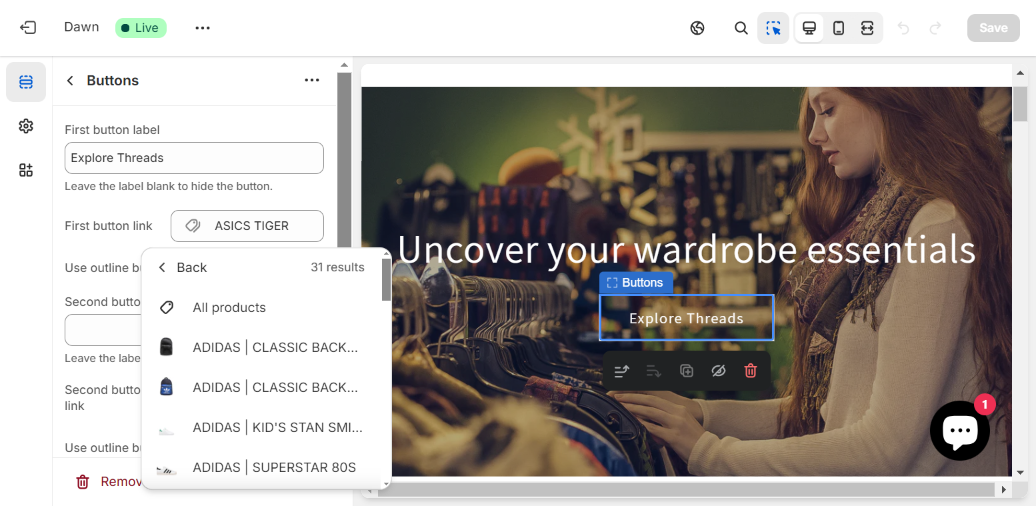 Dawn
Live
Save
Buttons
First button label
Explore Threads
Leave the label blank to hide the button.
First button link
ASICS TIGER
Use outline bu
Back
31 results
All products
ADIDAS | CLASSIC BACK...
ADIDAS | CLASSIC BACK...
ADIDAS | KID'S STAN SMI...
ADIDAS | SUPERSTAR 80S
Second butto
Leave the labe
Second butto
link
Use outline b
Remov
Uncover your wardrobe essentials
Buttons
Explore Threads
1